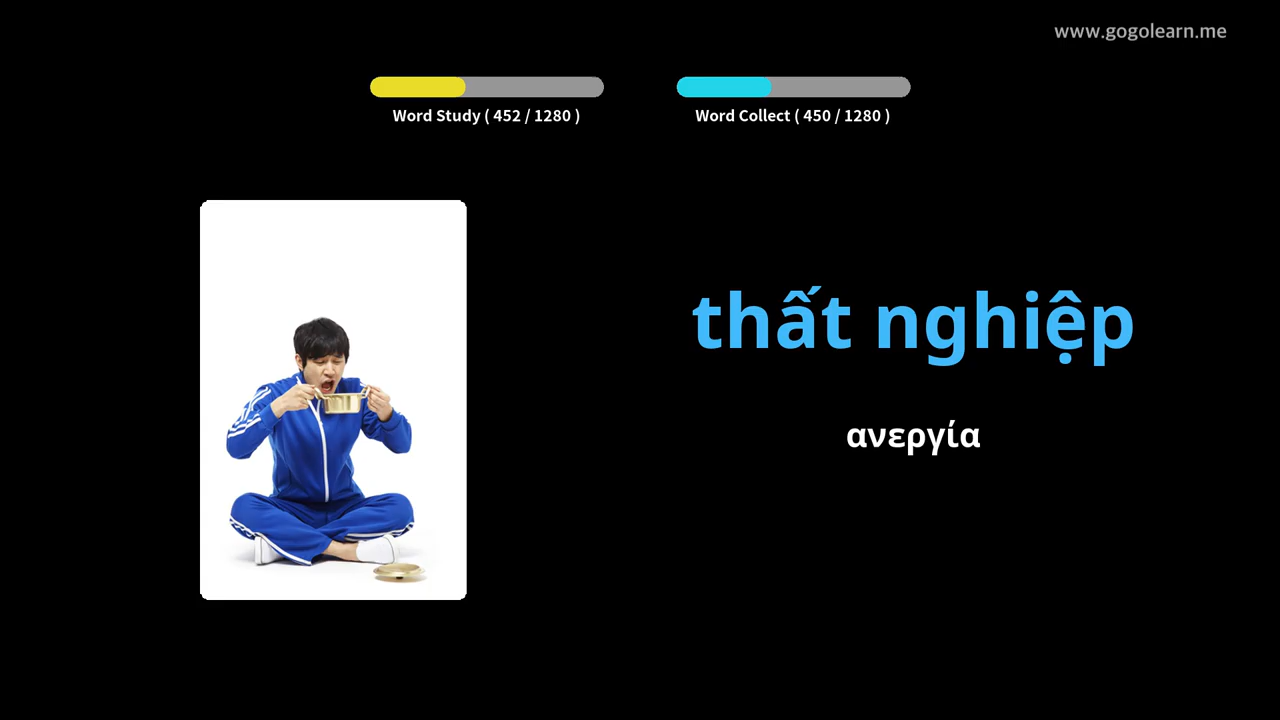 www.gogolearn.me
Word Study ( 452 / 1280 )
Word Collect ( 450 / 1280 )
thất nghiệp
ανεργία